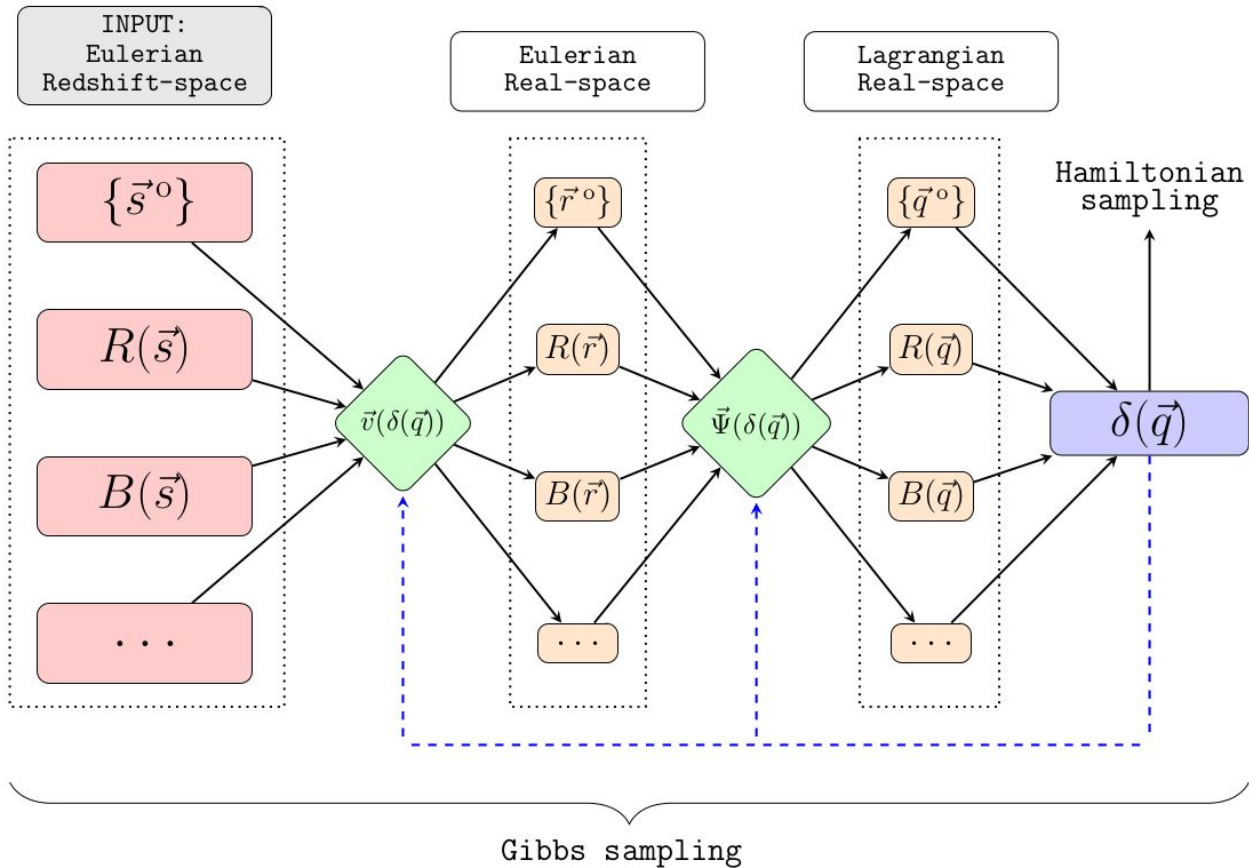 INPUT:
Eulerian
Redshift-space
Eulerian
Real-space
Lagrangian
Real-space
{s⃗ ᵒ}
R(s⃗)
B(s⃗)
···
v⃗(δ(q⃗))
{r⃗ ᵒ}
R(r⃗)
B(r⃗)
···
Ψ⃗(δ(q⃗))
{q⃗ ᵒ}
R(q⃗)
B(q⃗)
···
Hamiltonian
sampling
δ(q⃗)
Gibbs sampling